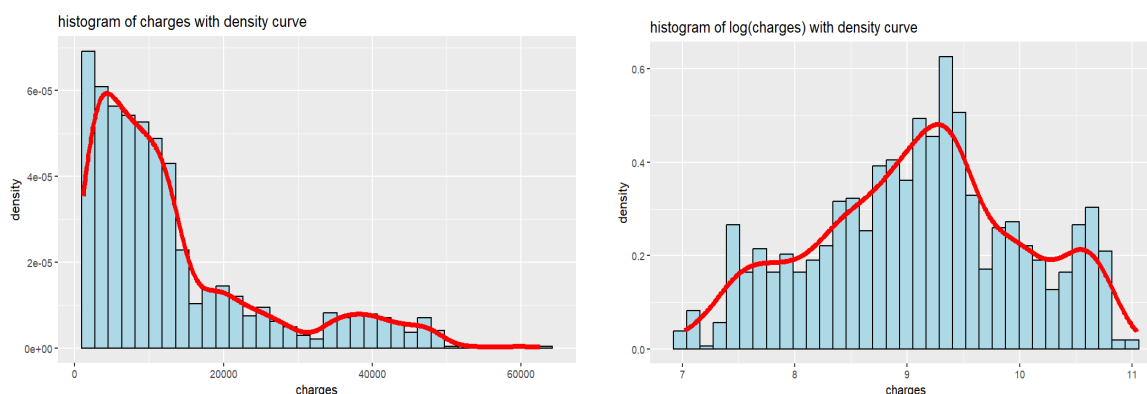 histogram of charges with density curve
6e-05
4e-05
2e-05
0e+00
density
0
20000
40000
60000
charges
histogram of log(charges) with density curve
0.6
0.4
0.2
0.0
density
7
8
9
10
11
charges